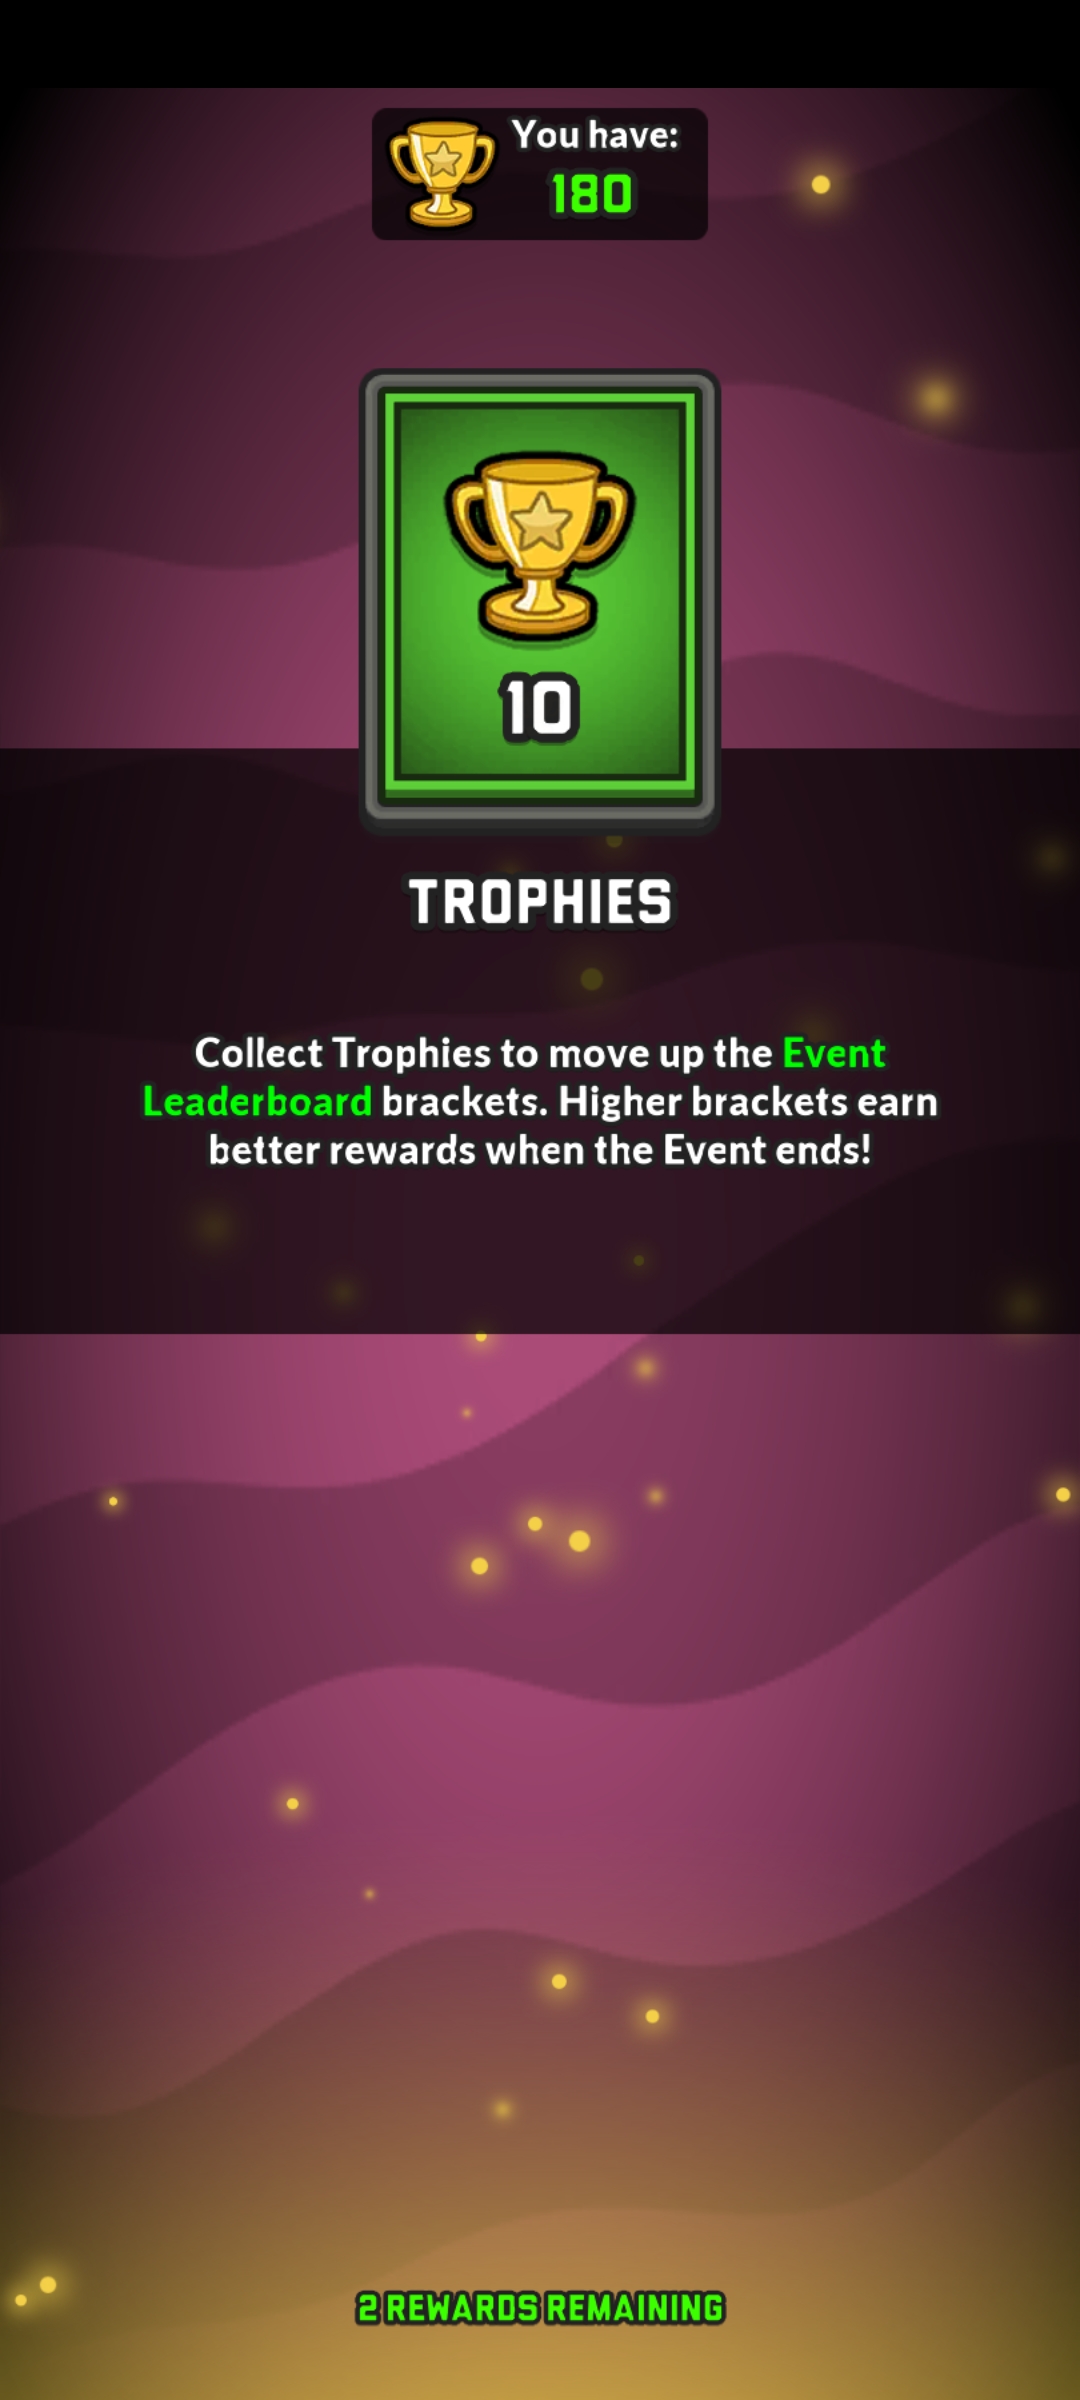 You have:
180
10
TROPHIES
Collect Trophies to move up the Event
Leaderboard brackets. Higher brackets earn
better rewards when the Event ends!
2 REWARDS REMAINING